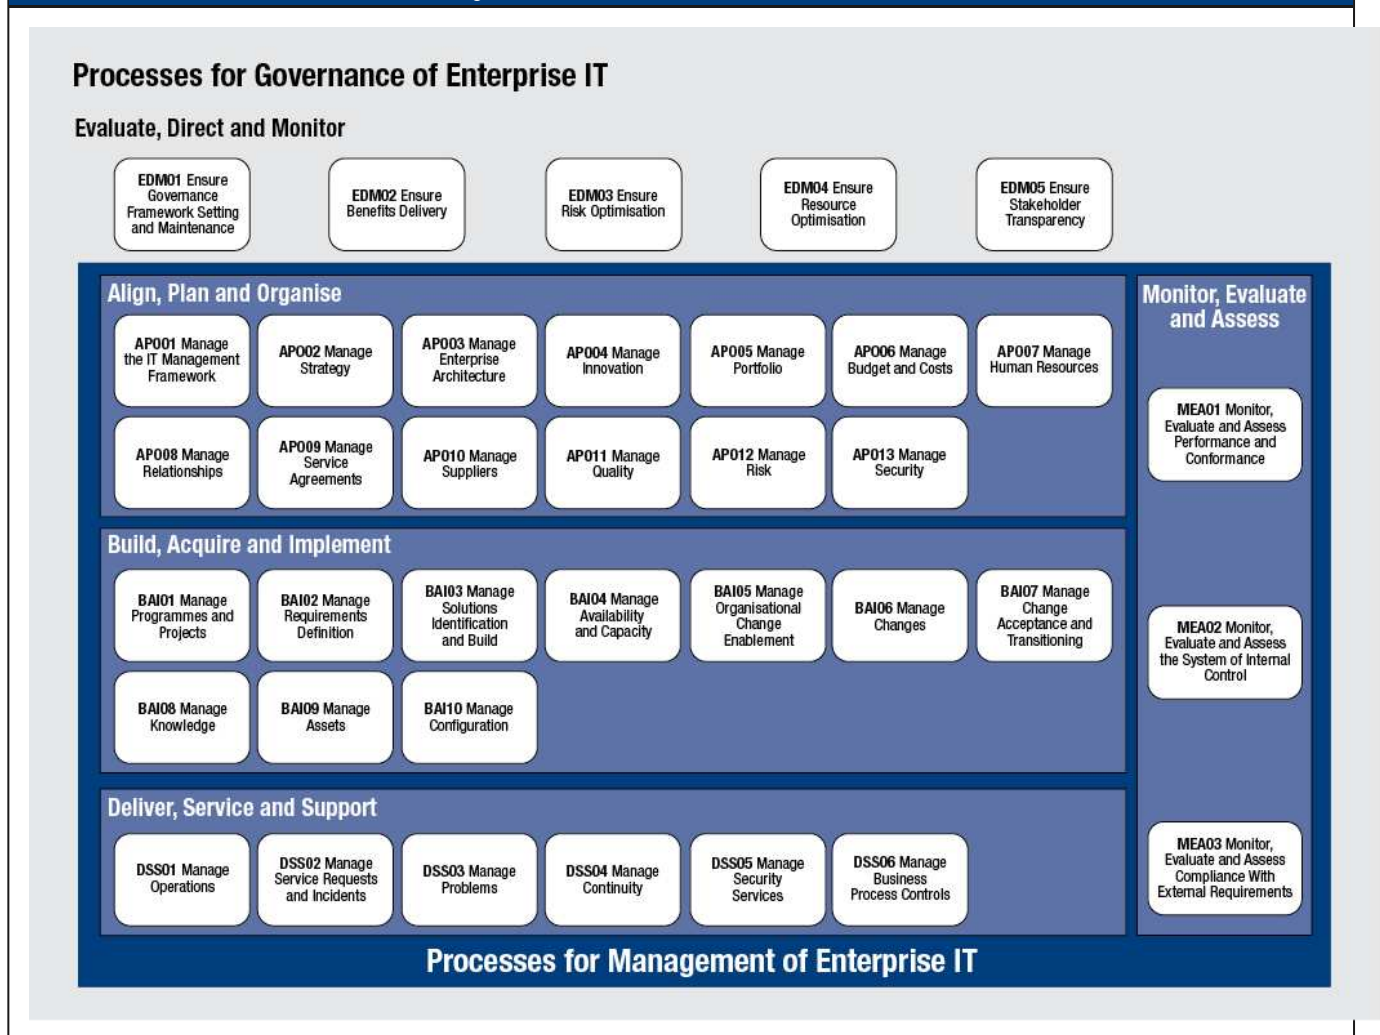 Processes for Governance of Enterprise IT
Evaluate, Direct and Monitor
EDM01 Ensure
Governance
Framework Setting
and Maintenance
EDM02 Ensure
Benefits Delivery
EDM03 Ensure
Risk Optimisation
EDM04 Ensure
Resource
Optimisation
EDM05 Ensure
Stakeholder
Transparency
Align, Plan and Organise
APO01 Manage
the IT Management
Framework
APO02 Manage
Strategy
APO03 Manage
Enterprise
Architecture
APO04 Manage
Innovation
APO05 Manage
Portfolio
APO06 Manage
Budget and Costs
APO07 Manage
Human Resources
APO08 Manage
Relationships
APO09 Manage
Service
Agreements
APO10 Manage
Suppliers
APO11 Manage
Quality
APO12 Manage
Risk
APO13 Manage
Security
Build, Acquire and Implement
BAI01 Manage
Programmes and
Projects
BAI02 Manage
Requirements
Definition
BAI03 Manage
Solutions
Identification
and Build
BAI04 Manage
Availability
and Capacity
BAI05 Manage
Organisational
Change
Enablement
BAI06 Manage
Changes
BAI07 Manage
Change
Acceptance and
Transitioning
BAI08 Manage
Knowledge
BAI09 Manage
Assets
BAI10 Manage
Configuration
Deliver, Service and Support
DSS01 Manage
Operations
DSS02 Manage
Service Requests
and Incidents
DSS03 Manage
Problems
DSS04 Manage
Continuity
DSS05 Manage
Security
Services
DSS06 Manage
Business
Process Controls
Monitor, Evaluate
and Assess
MEA01 Monitor,
Evaluate and Assess
Performance and
Conformance
MEA02 Monitor,
Evaluate and Assess
the System of Internal
Control
MEA03 Monitor,
Evaluate and Assess
Compliance With
External Requirements
Processes for Management of Enterprise IT